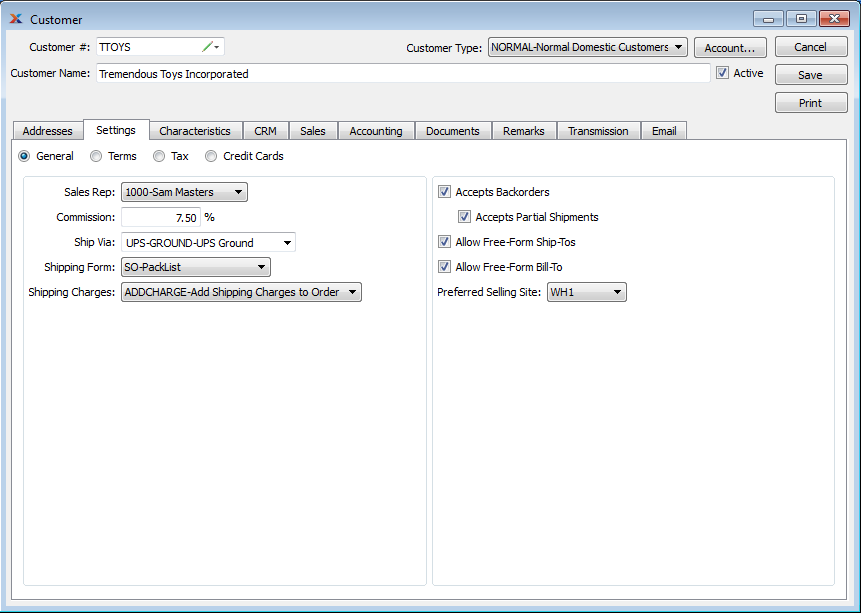 Customer
Customer #: TTOYS Customer Type: NORMAL-Normal Domestic Customers Account... Cancel
Customer Name: Tremendous Toys Incorporated Active Save
Print
Addresses Settings Characteristics CRM Sales Accounting Documents Remarks Transmission Email
General Terms Tax Credit Cards
Sales Rep: 1000-Sam Masters
Commission: 7.50 %
Ship Via: UPS-GROUND-UPS Ground
Shipping Form: SO-PackList
Shipping Charges: ADDCHARGE-Add Shipping Charges to Order
Accepts Backorders
Accepts Partial Shipments
Allow Free-Form Ship-Tos
Allow Free-Form Bill-To
Preferred Selling Site: WH1